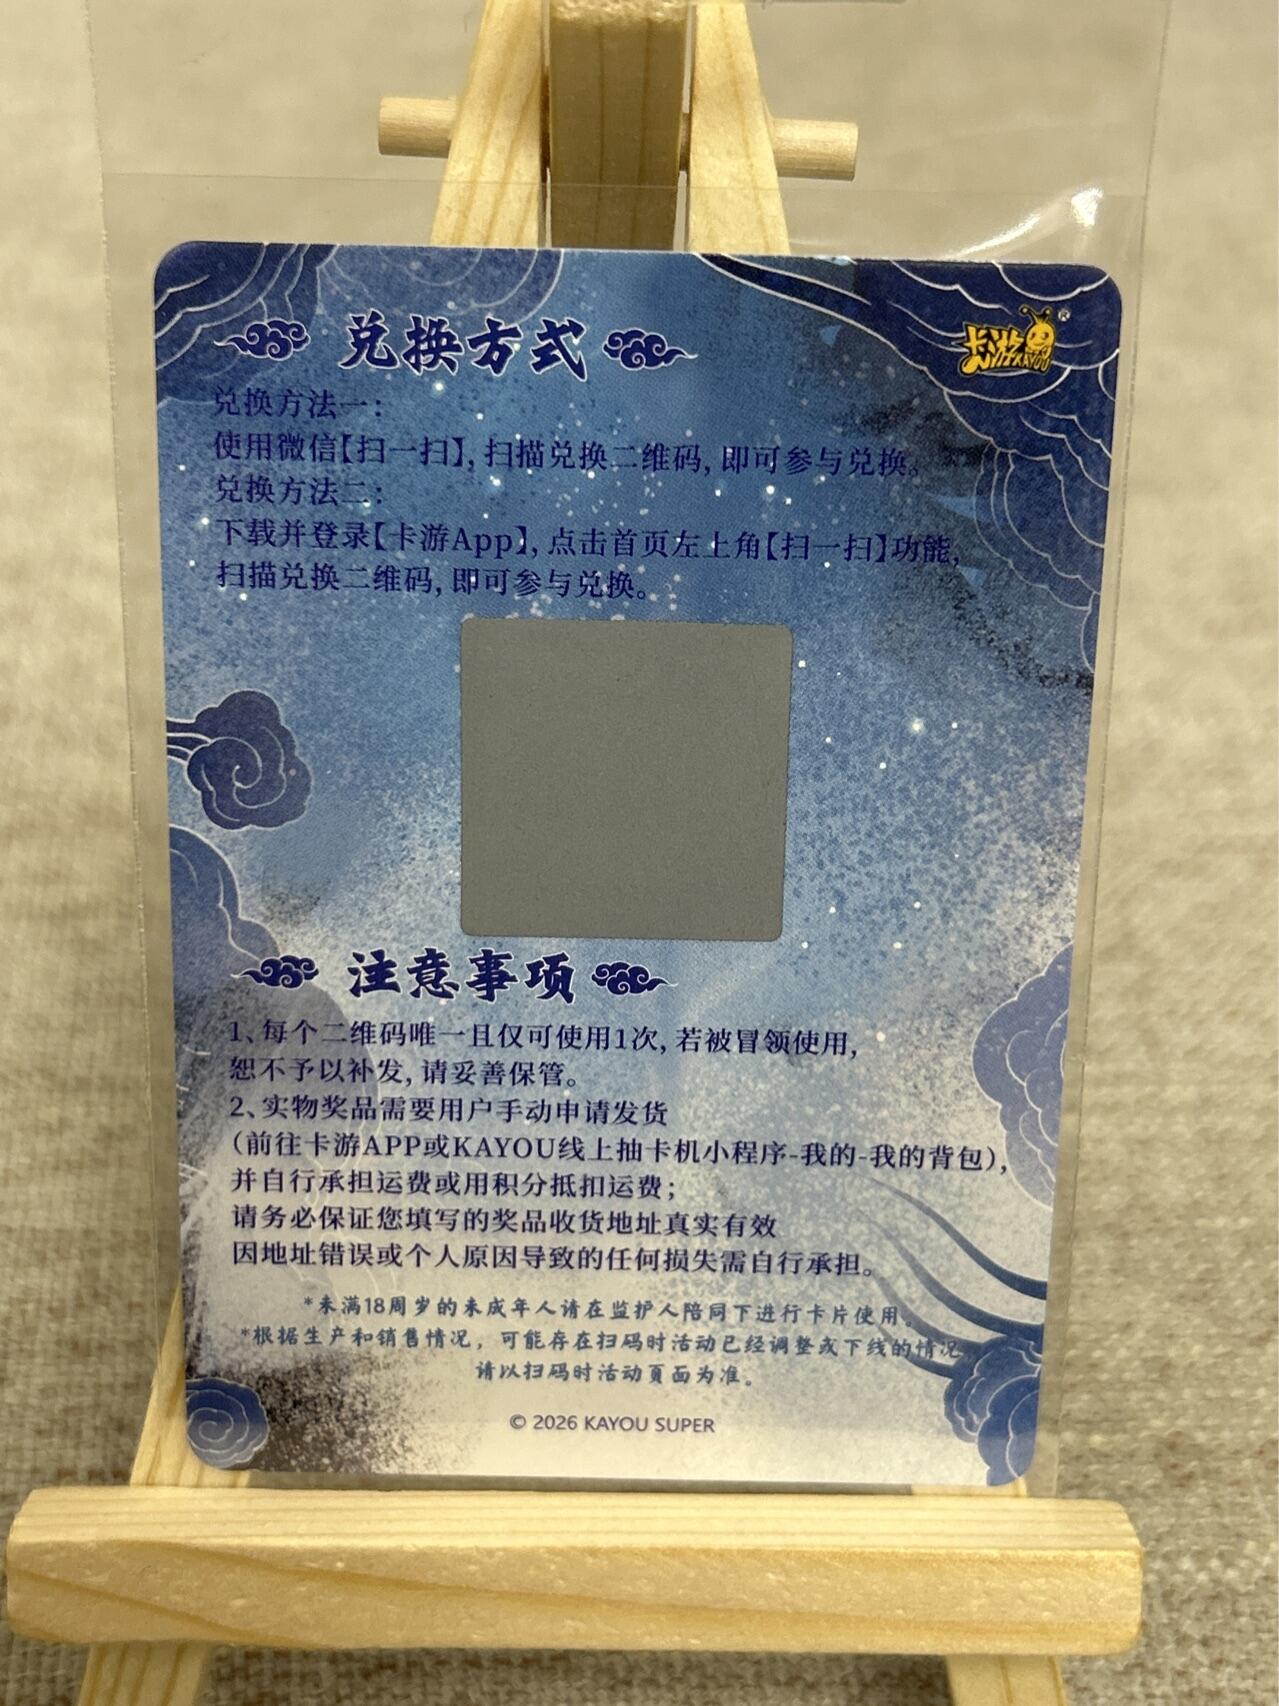 兑换方式
卡游KAYOU®
兑换方法一：
使用微信【扫一扫】，扫描兑换二维码，即可参与兑换。
兑换方法二：
下载并登录【卡游App】，点击首页左上角【扫一扫】功能，
扫描兑换二维码，即可参与兑换。
注意事项
1、每个二维码唯一且仅可使用1次，若被冒领使用，
恕不予以补发，请妥善保管。
2、实物奖品需要用户手动申请发货
（前往卡游APP或KAYOU线上抽卡机小程序-我的-我的背包），
并自行承担运费或用积分抵扣运费；
请务必保证您填写的奖品收货地址真实有效
因地址错误或个人原因导致的任何损失需自行承担。
*未满18周岁的未成年人请在监护人陪同下进行卡片使用。
*根据生产和销售情况，可能存在扫码时活动已经调整或下线的情况，
请以扫码时活动頁面为准。
© 2026 KAYOU SUPER